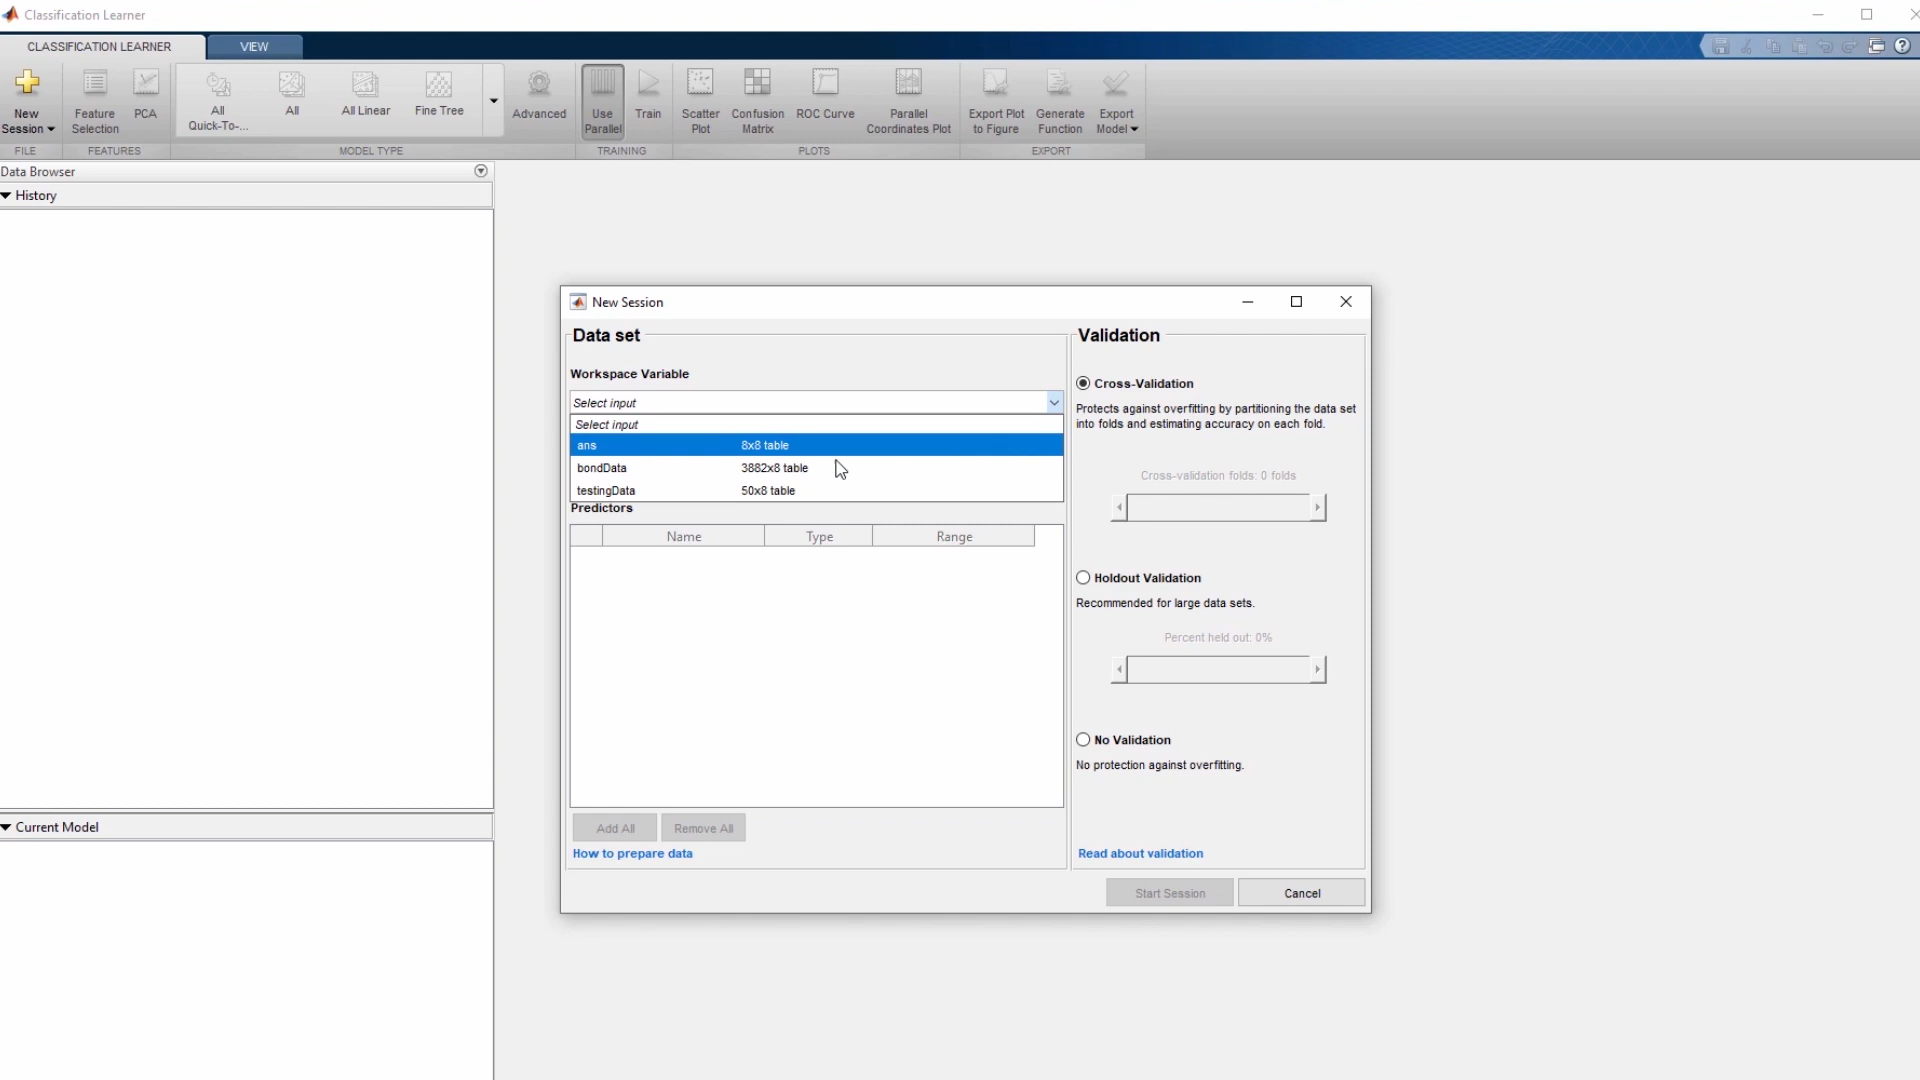 Classification Learner
CLASSIFICATION LEARNER
VIEW
New
Session
Feature
Selection
PCA
All
Quick-To-...
All
All Linear
Fine Tree
Advanced
Use
Parallel
Train
Scatter
Plot
Confusion
Matrix
ROC Curve
Parallel
Coordinates Plot
Export Plot
to Figure
Generate
Function
Export
Model
FILE
FEATURES
MODEL TYPE
TRAINING
PLOTS
EXPORT
Data Browser
History
Current Model
New Session
Data set
Workspace Variable
Select input
Select input
ans 8x8 table
bondData 3882x8 table
testingData 50x8 table
Predictors
Name Type Range
Add All Remove All
How to prepare data
Validation
Cross-Validation
Protects against overfitting by partitioning the data set
into folds and estimating accuracy on each fold.
Cross-validation folds: 0 folds
Holdout Validation
Recommended for large data sets.
Percent held out: 0%
No Validation
No protection against overfitting.
Read about validation
Start Session Cancel